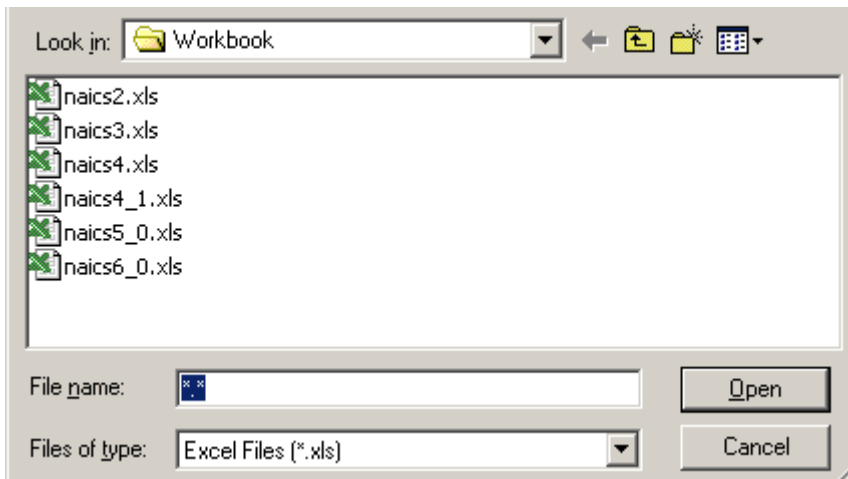 Look in: Workbook
naics2.xls
naics3.xls
naics4.xls
naics4_1.xls
naics5_0.xls
naics6_0.xls
File name: *.* Open
Files of type: Excel Files (*.xls) Cancel